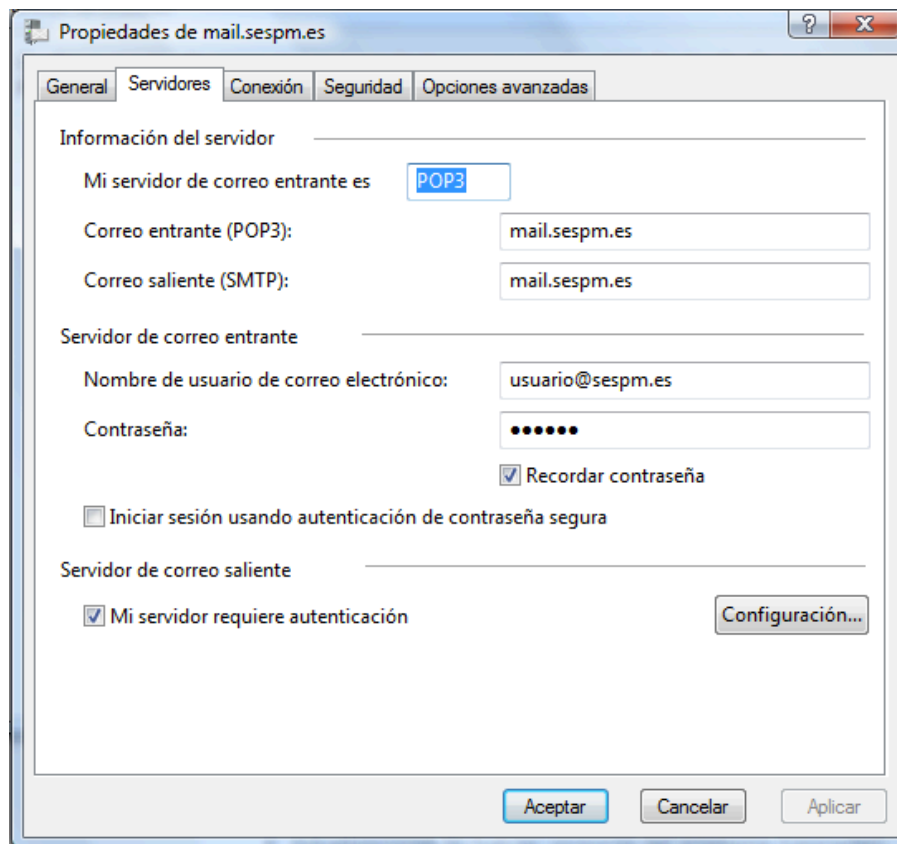 Propiedades de mail.sespm.es
General Servidores Conexión Seguridad Opciones avanzadas
Información del servidor
Mi servidor de correo entrante es POP3
Correo entrante (POP3): mail.sespm.es
Correo saliente (SMTP): mail.sespm.es
Servidor de correo entrante
Nombre de usuario de correo electrónico: usuario@sespm.es
Contraseña: ●●●●●●
Recordar contraseña
Iniciar sesión usando autenticación de contraseña segura
Servidor de correo saliente
Mi servidor requiere autenticación Configuración...
Aceptar Cancelar Aplicar